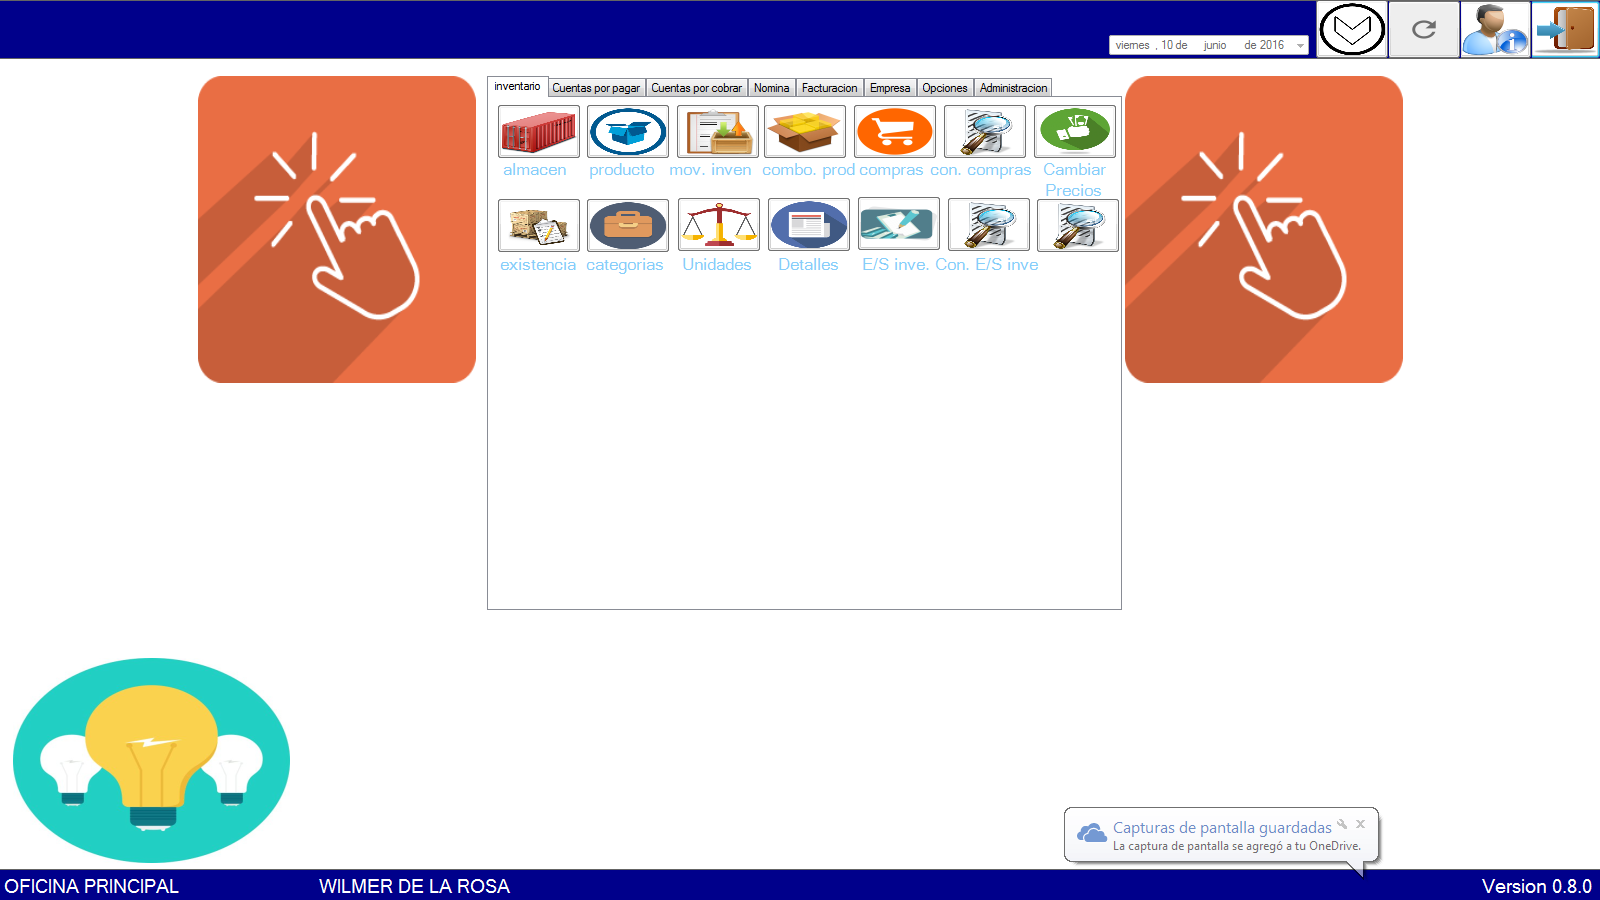 viernes , 10 de junio de 2016
inventario Cuentas por pagar Cuentas por cobrar Nomina Facturacion Empresa Opciones Administracion
almacen producto mov. inven combo. prod compras con. compras Cambiar
Precios
existencia categorias Unidades Detalles E/S inve. Con. E/S inve
Capturas de pantalla guardadas
La captura de pantalla se agregó a tu OneDrive.
OFICINA PRINCIPAL WILMER DE LA ROSA Version 0.8.0